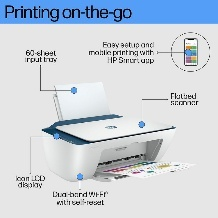 Printing on-the-go
60-sheet
input tray
Easy setup and
mobile printing with
HP Smart app
Flatbed
scanner
Icon LCD
display
Dual-band Wi-Fi®
with self-reset